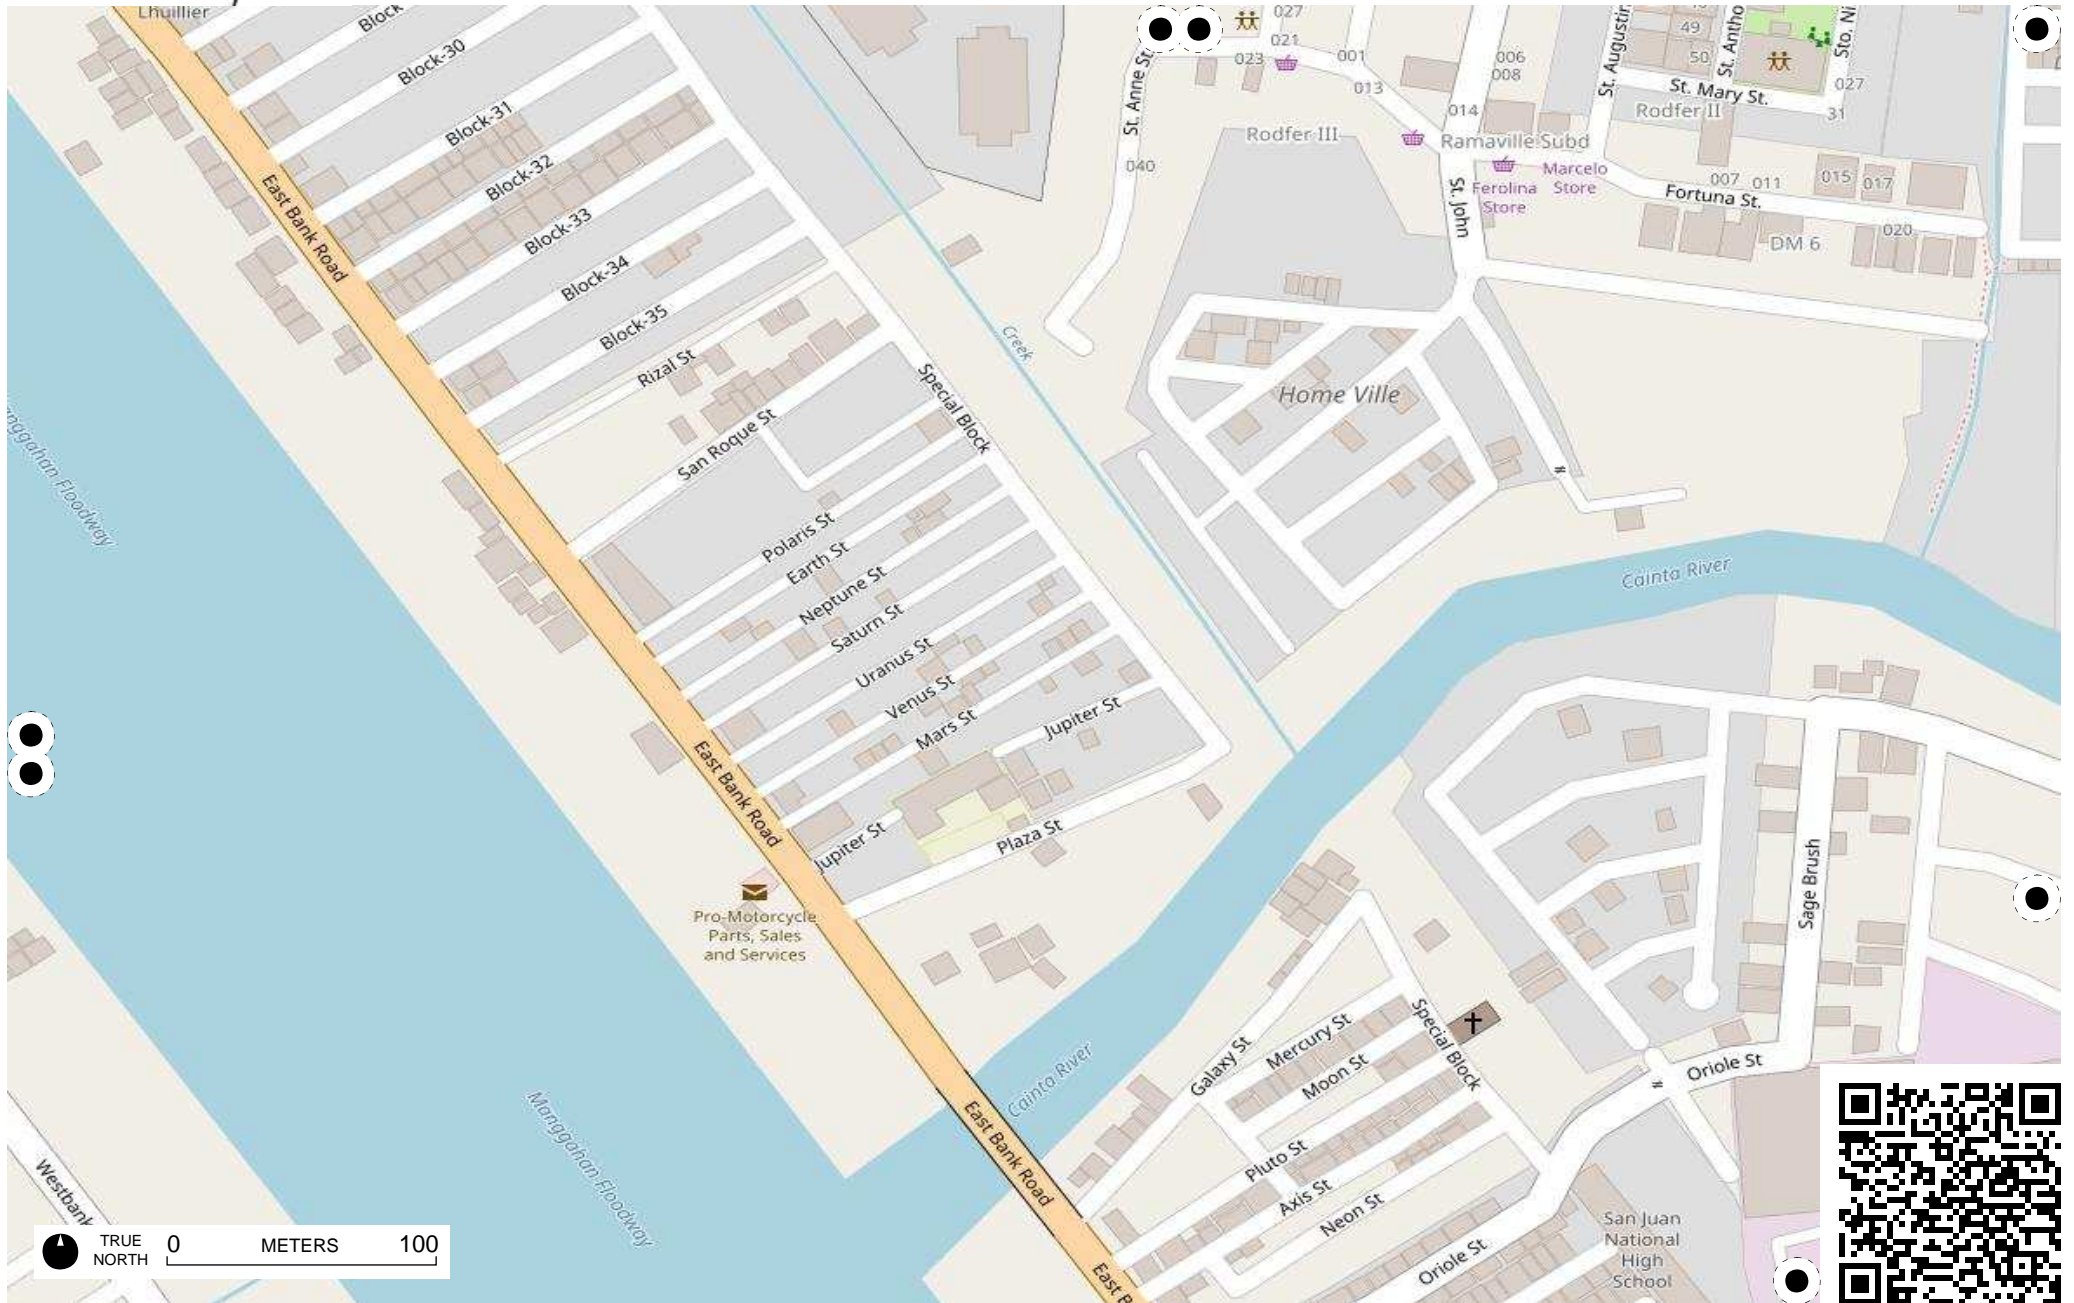 Lhuillier
Block
Block-30
Block-31
Block-32
Block-33
Block-34
Block-35
Rizal St
San Roque St
East Bank Road
Special Block
Creek
St. Anne St.
027
021
023
001
013
040
006
008
014
Rodfer III
Ramaville Subd
Ferolina
Store
Marcelo
Store
St. John
St. Augustin
49
50
St. Antho
Sto. Ni
St. Mary St.
027
31
Rodfer II
007
011
015
017
Fortuna St.
020
DM 6
Home Ville
Manggahan Floodway
Polaris St
Earth St
Neptune St
Saturn St
Uranus St
Venus St
Mars St
Jupiter St
Jupiter St
Plaza St
East Bank Road
Pro-Motorcycle
Parts, Sales
and Services
Cainta River
Cainta River
Sage Brush
Oriole St
Special Block
Galaxy St
Mercury St
Moon St
Pluto St
Axis St
Neon St
Oriole St
East Bank Road
East B
Manggahan Floodway
Westbank
San Juan
National
High
School
TRUE
NORTH
0 METERS 100